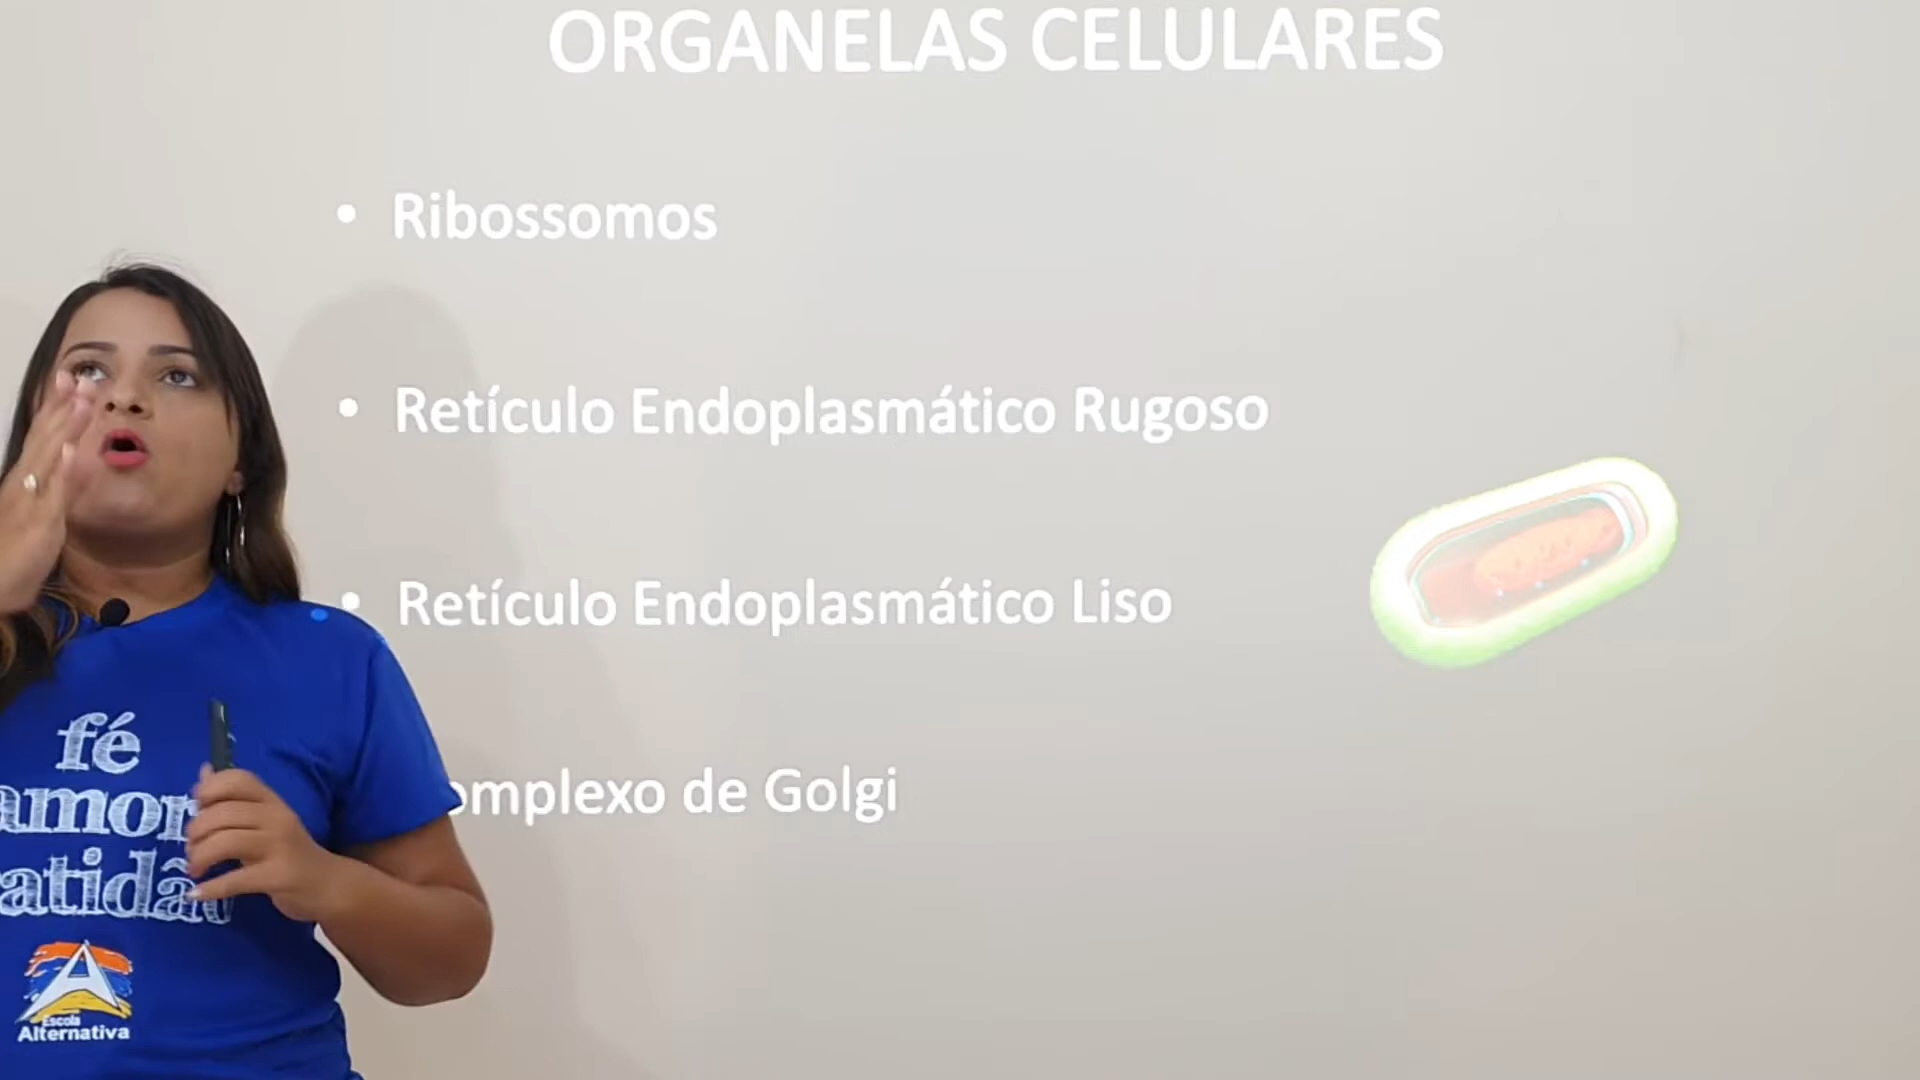 ORGANELAS CELULARES
• Ribossomos
• Retículo Endoplasmático Rugoso
• Retículo Endoplasmático Liso
omplexo de Golgi
fé
amor
atidão
Escola
Alternativa